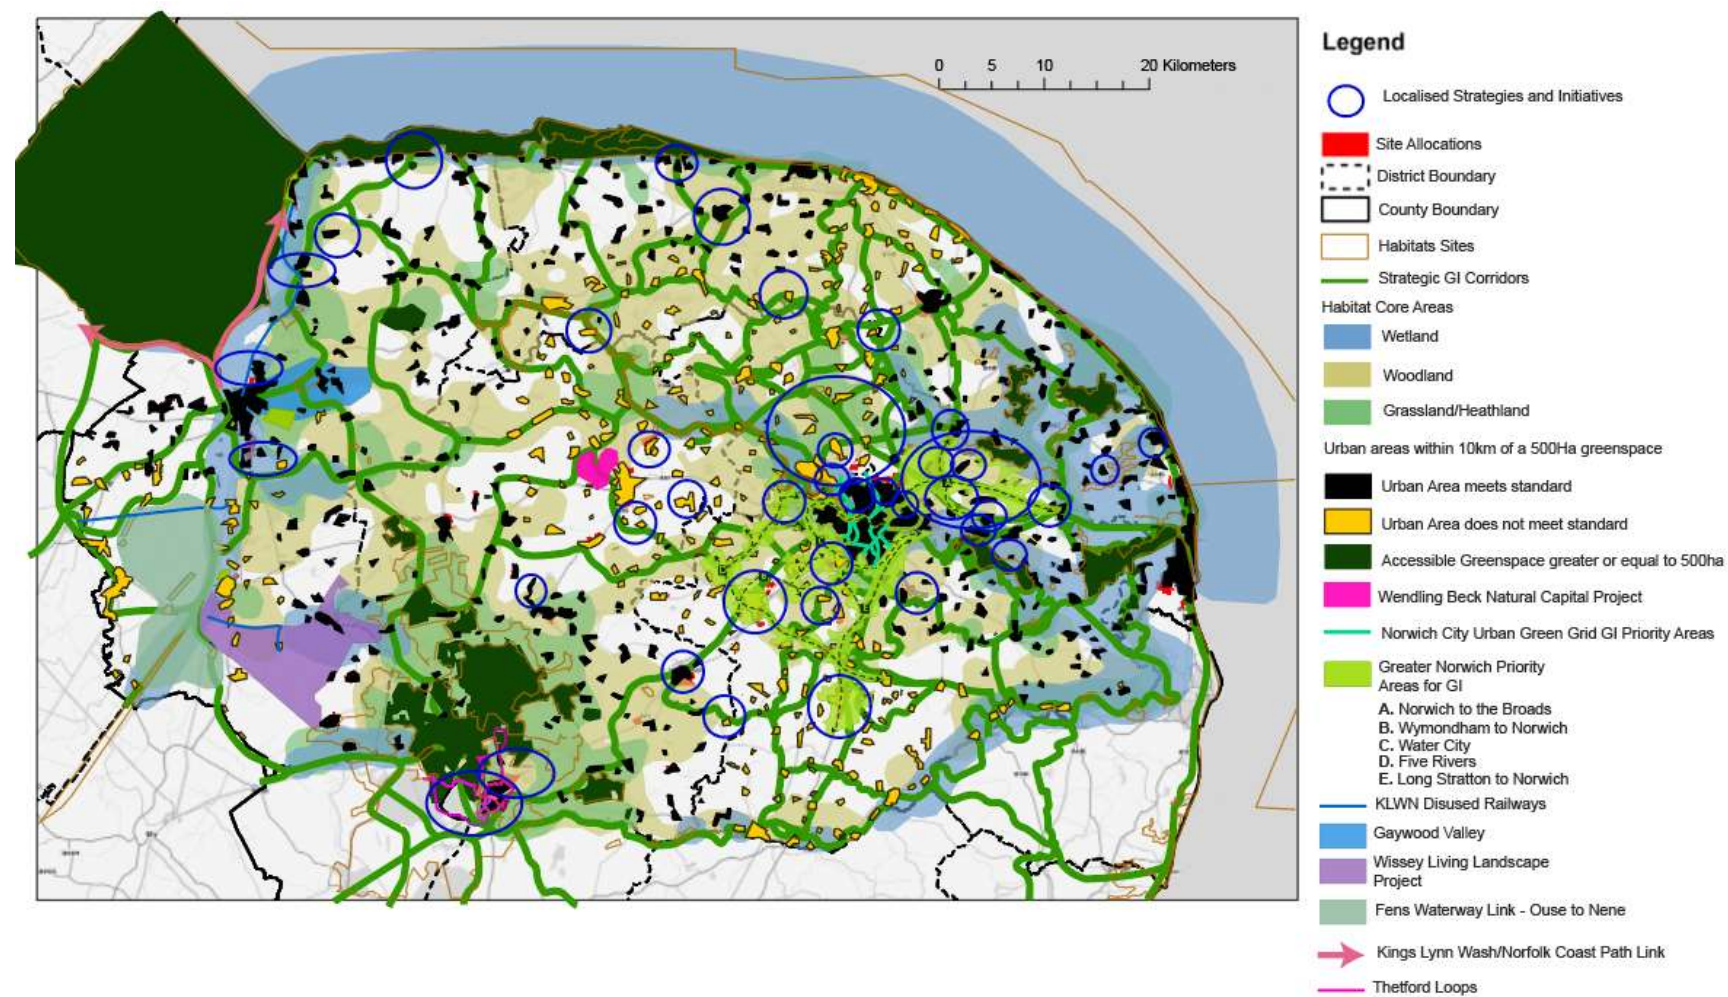 0 5 10 20 Kilometers
Legend
Localised Strategies and Initiatives
Site Allocations
District Boundary
County Boundary
Habitats Sites
Strategic GI Corridors
Habitat Core Areas
Wetland
Woodland
Grassland/Heathland
Urban areas within 10km of a 500Ha greenspace
Urban Area meets standard
Urban Area does not meet standard
Accessible Greenspace greater or equal to 500ha
Wendling Beck Natural Capital Project
Norwich City Urban Green Grid GI Priority Areas
Greater Norwich Priority
Areas for GI
A. Norwich to the Broads
B. Wymondham to Norwich
C. Water City
D. Five Rivers
E. Long Stratton to Norwich
KLWN Disused Railways
Gaywood Valley
Wissey Living Landscape
Project
Fens Waterway Link - Ouse to Nene
Kings Lynn Wash/Norfolk Coast Path Link
Thetford Loops